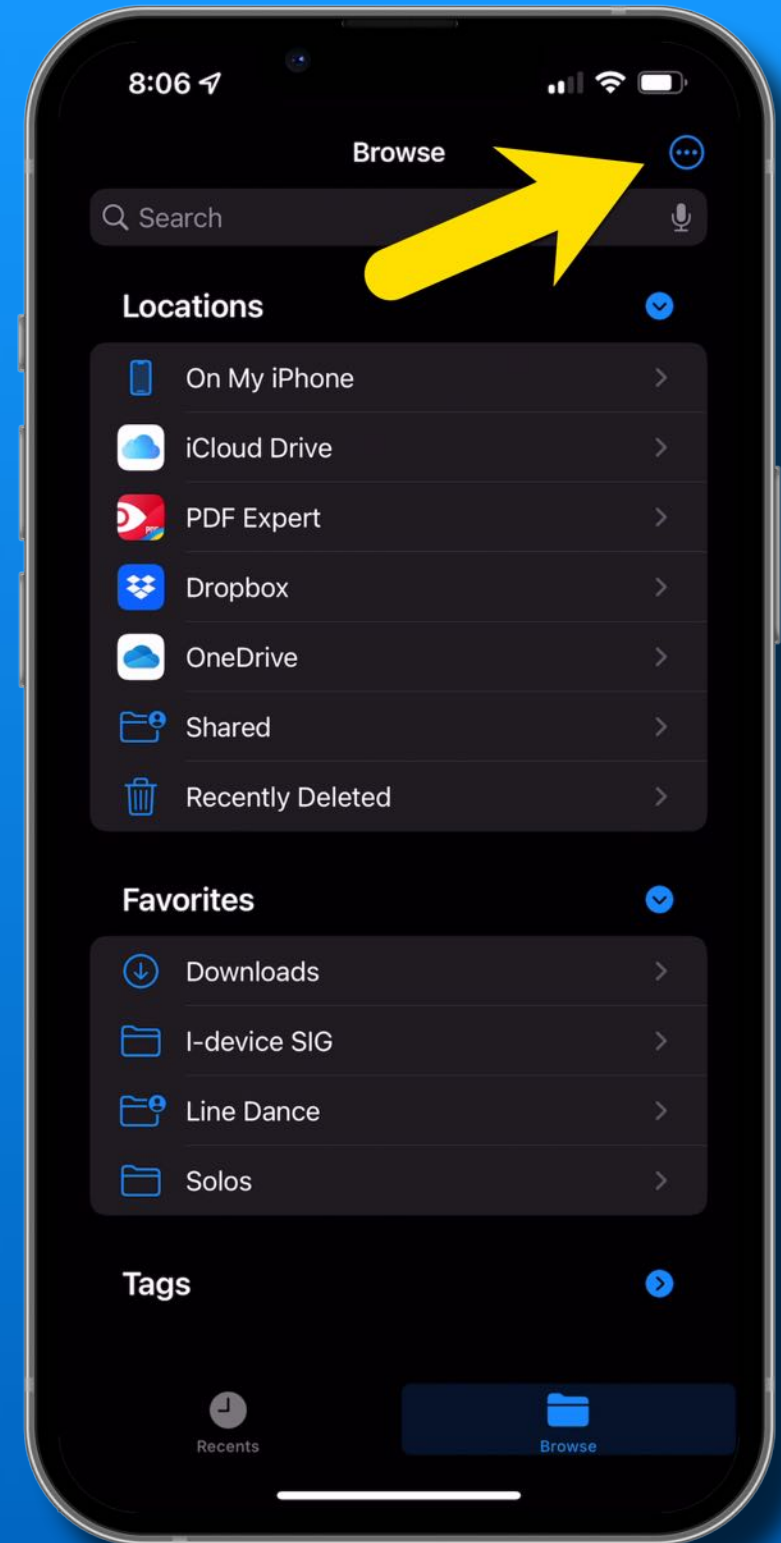 8:06
Browse
Search
Locations
On My iPhone
iCloud Drive
PDF Expert
Dropbox
OneDrive
Shared
Recently Deleted
Favorites
Downloads
I-device SIG
Line Dance
Solos
Tags
Recents
Browse